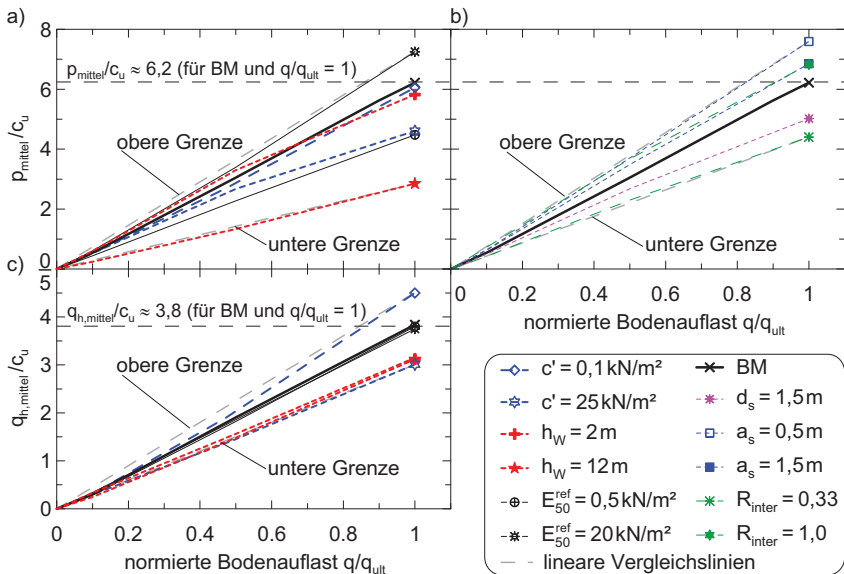 a)
b)
8
6
4
2
0
p_mittel/c_u
p_mittel/c_u ≈ 6,2 (für BM und q/q_ult = 1)
obere Grenze
untere Grenze
obere Grenze
untere Grenze
0 0.2 0.4 0.6 0.8 1
normierte Bodenauflast q/q_ult
c)
5
4
3
2
1
0
q_h,mittel/c_u
q_h,mittel/c_u ≈ 3,8 (für BM und q/q_ult = 1)
obere Grenze
untere Grenze
0 0.2 0.4 0.6 0.8 1
normierte Bodenauflast q/q_ult
c' = 0,1 kN/m²
c' = 25 kN/m²
h_W = 2 m
h_W = 12 m
E_50^ref = 0,5 kN/m²
E_50^ref = 20 kN/m²
BM
d_s = 1,5 m
a_s = 0,5 m
a_s = 1,5 m
R_inter = 0,33
R_inter = 1,0
lineare Vergleichslinien